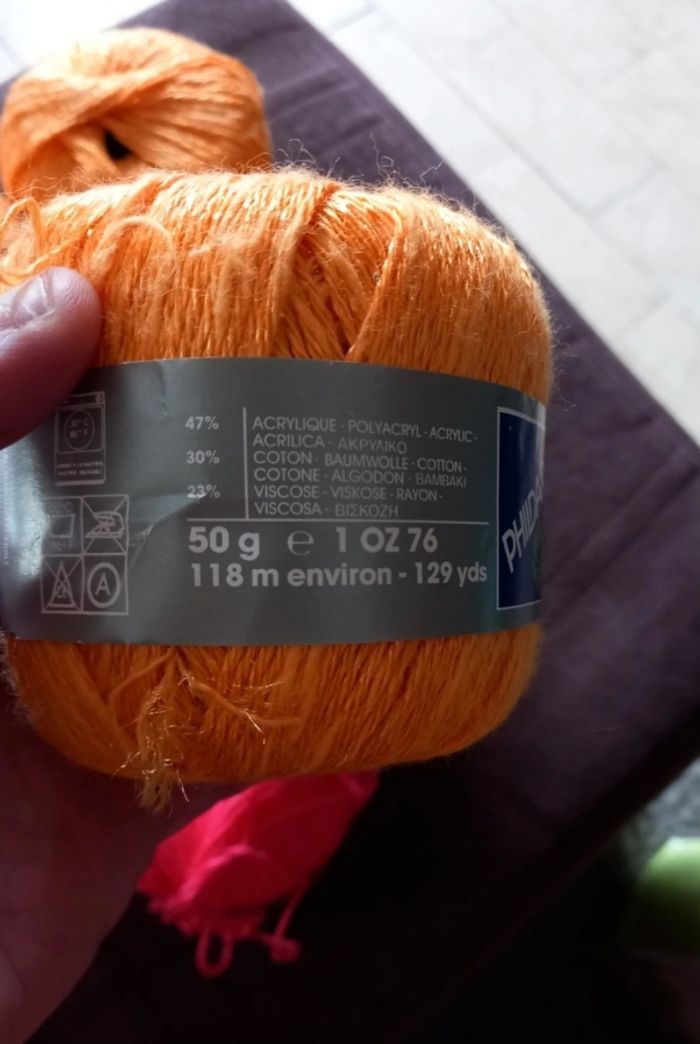 47%
ACRYLIQUE - POLYACRYL - ACRYLIC -
ACRILICA - ΑΚΡΥΛΙΚΟ
30%
COTON - BAUMWOLLE - COTTON -
COTONE - ALGODON - BAMBAKI
23%
VISCOSE - VISKOSE - RAYON -
VISCOSA - ΒΙΣΚΟΖΗ
50 g e 1 OZ 76
118 m environ - 129 yds
A
PHILDA